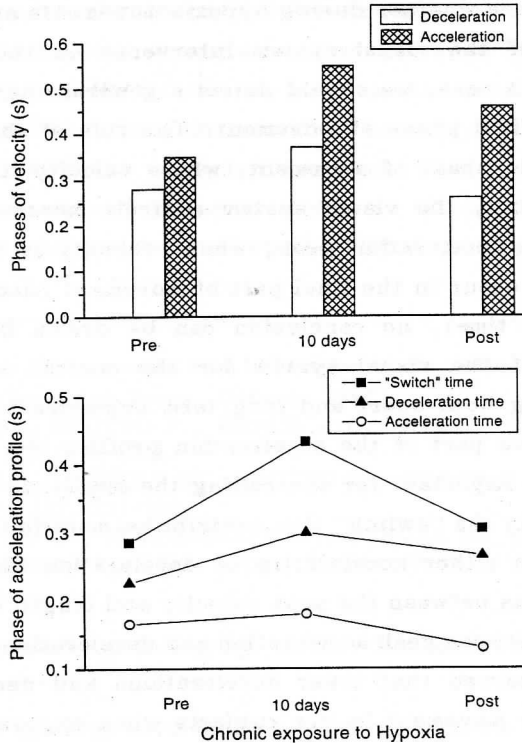 Deceleration
Acceleration
Phases of velocity (s)
0.6
0.5
0.4
0.3
0.2
0.1
0.0
Pre
10 days
Post
"Switch" time
Deceleration time
Acceleration time
Phase of acceleration profile (s)
0.5
0.4
0.3
0.2
0.1
Pre
10 days
Post
Chronic exposure to Hypoxia